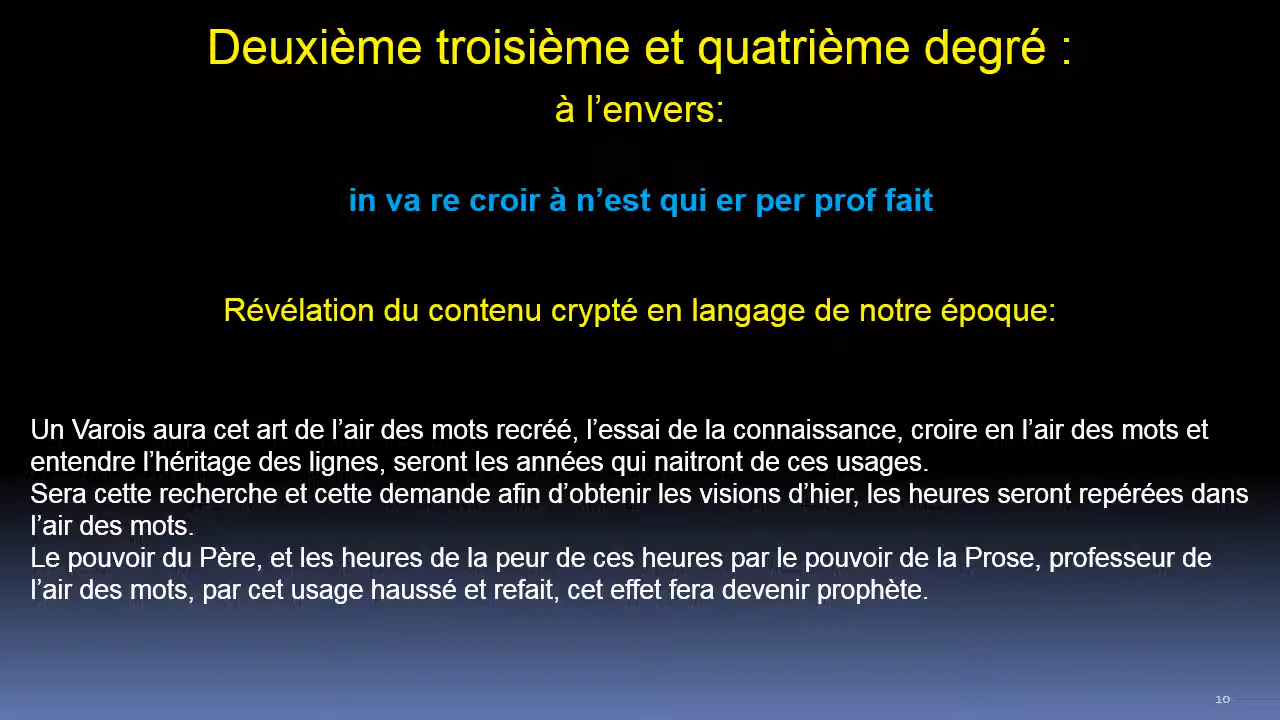 Deuxième troisième et quatrième degré :
à l’envers:
in va re croir à n’est qui er per prof fait
Révélation du contenu crypté en langage de notre époque:
Un Varois aura cet art de l’air des mots recréé, l’essai de la connaissance, croire en l’air des mots et
entendre l’héritage des lignes, seront les années qui naitront de ces usages.
Sera cette recherche et cette demande afin d’obtenir les visions d’hier, les heures seront repérées dans
l’air des mots.
Le pouvoir du Père, et les heures de la peur de ces heures par le pouvoir de la Prose, professeur de
l’air des mots, par cet usage haussé et refait, cet effet fera devenir prophète.
10